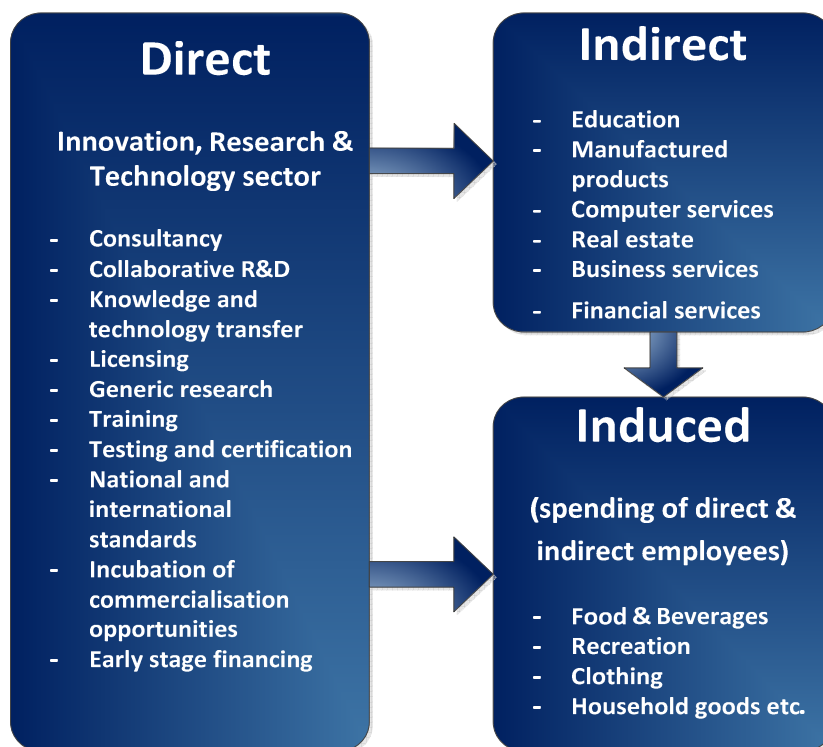 Direct
Innovation, Research &
Technology sector
- Consultancy
- Collaborative R&D
- Knowledge and
technology transfer
- Licensing
- Generic research
- Training
- Testing and certification
- National and
international
standards
- Incubation of
commercialisation
opportunities
- Early stage financing
Indirect
- Education
- Manufactured
products
- Computer services
- Real estate
- Business services
- Financial services
Induced
(spending of direct &
indirect employees)
- Food & Beverages
- Recreation
- Clothing
- Household goods etc.